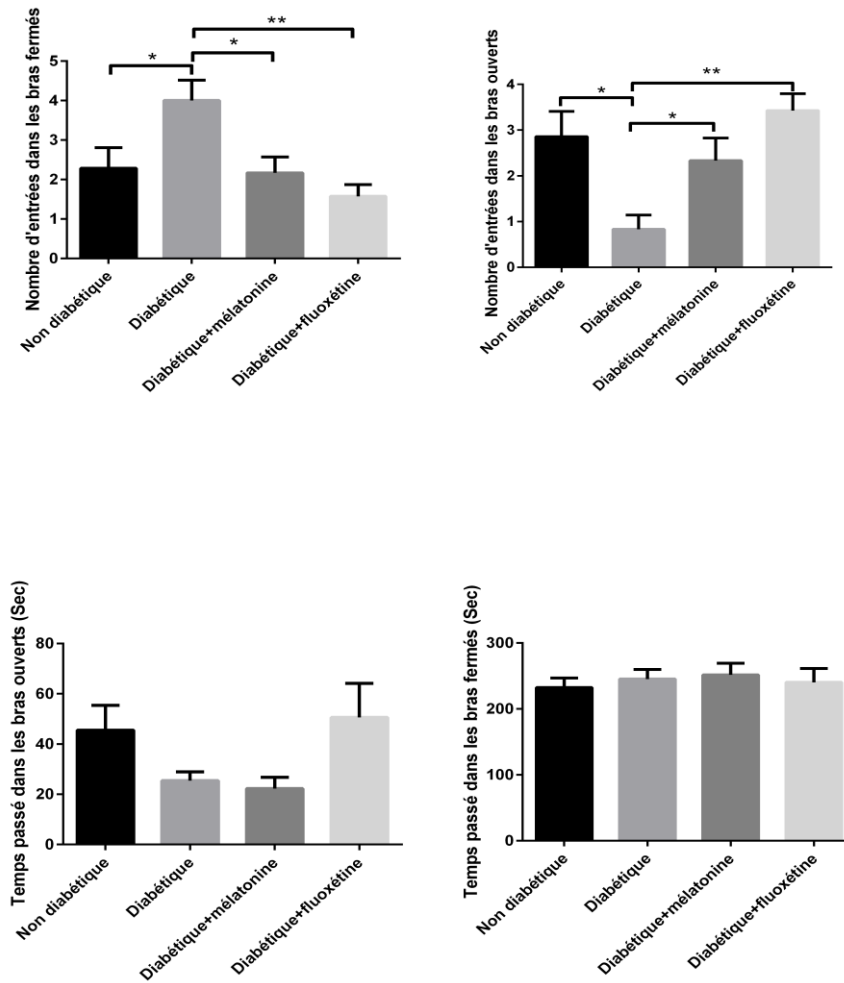 Nombre d'entrées dans les bras fermés
5
4
3
2
1
0
*
*
**
Non diabétique
Diabétique
Diabétique+mélatonine
Diabétique+fluoxétine
Nombre d'entrées dans les bras ouverts
4
3
2
1
0
*
*
**
Non diabétique
Diabétique
Diabétique+mélatonine
Diabétique+fluoxétine
Temps passé dans les bras ouverts (Sec)
80
60
40
20
0
Non diabétique
Diabétique
Diabétique+mélatonine
Diabétique+fluoxétine
Temps passé dans les bras fermés (Sec)
300
200
100
0
Non diabétique
Diabétique
Diabétique+mélatonine
Diabétique+fluoxétine